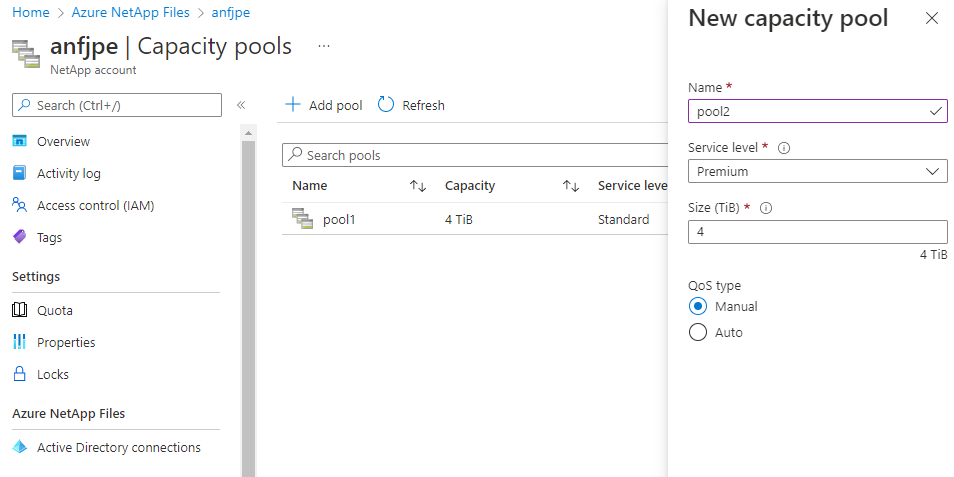 Home > Azure NetApp Files > anfjpe
anfjpe | Capacity pools ...
NetApp account
Search (Ctrl+/)
Overview
Activity log
Access control (IAM)
Tags
Settings
Quota
Properties
Locks
Azure NetApp Files
Active Directory connections
Add pool Refresh
Search pools
Name Capacity Service leve
pool1 4 TiB Standard
New capacity pool
Name *
pool2
Service level *
Premium
Size (TiB) *
4
4 TiB
QoS type
Manual
Auto